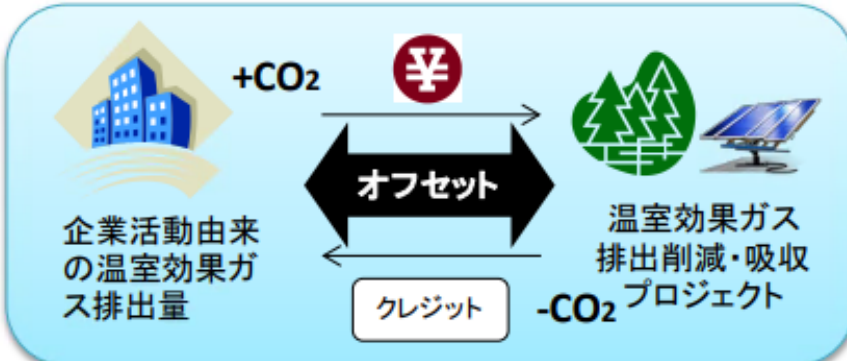 +CO₂
¥
オフセット
企業活動由来
の温室効果ガ
ス排出量
温室効果ガス
排出削減・吸収
プロジェクト
クレジット
-CO₂